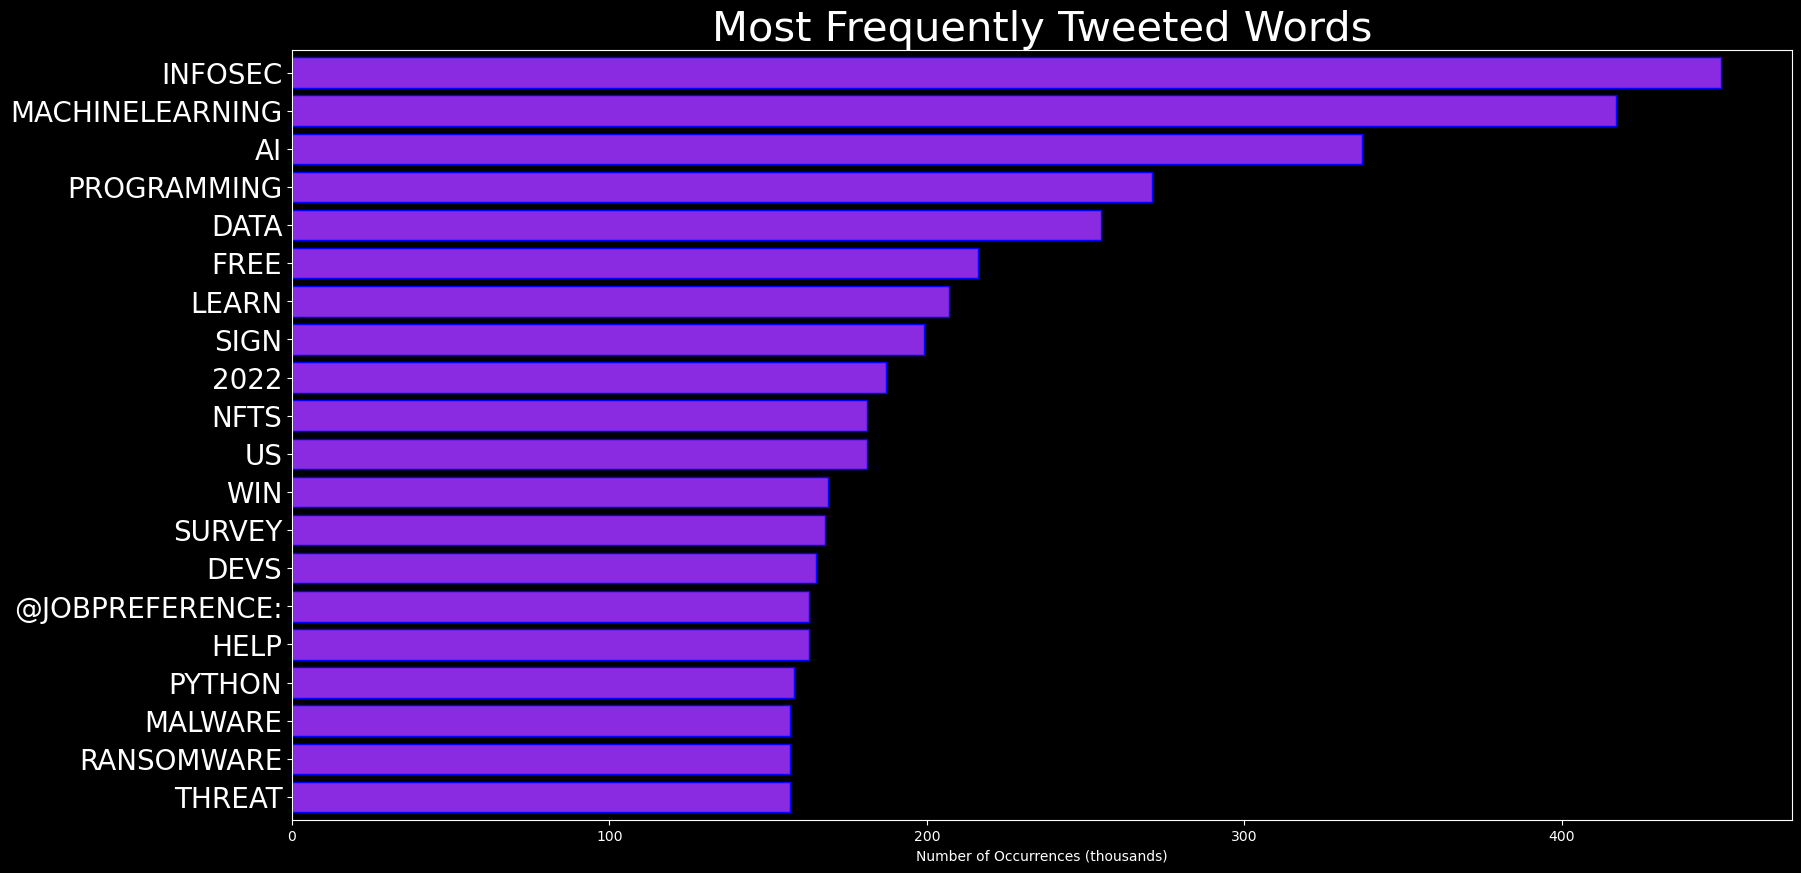 Most Frequently Tweeted Words
INFOSEC
MACHINELEARNING
AI
PROGRAMMING
DATA
FREE
LEARN
SIGN
2022
NFTS
US
WIN
SURVEY
DEVS
@JOBPREFERENCE:
HELP
PYTHON
MALWARE
RANSOMWARE
THREAT
0 100 200 300 400
Number of Occurrences (thousands)